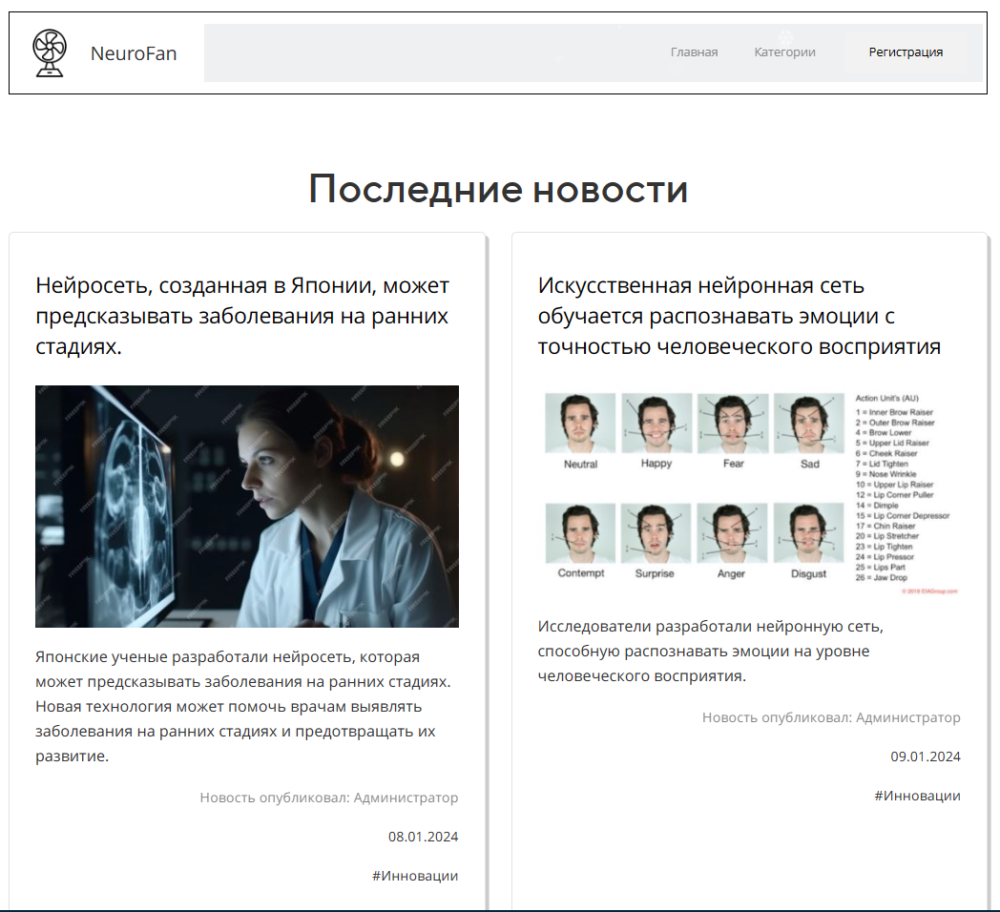 NeuroFan
Главная
Категории
Регистрация
Последние новости
Нейросеть, созданная в Японии, может
предсказывать заболевания на ранних
стадиях.
Японские ученые разработали нейросеть, которая
может предсказывать заболевания на ранних стадиях.
Новая технология может помочь врачам выявлять
заболевания на ранних стадиях и предотвращать их
развитие.
Новость опубликовал: Администратор
08.01.2024
#Инновации
Искусственная нейронная сеть
обучается распознавать эмоции с
точностью человеческого восприятия
Neutral
Happy
Fear
Sad
Contempt
Surprise
Anger
Disgust
Action Unit's (AU)
1 = Inner Brow Raiser
2 = Outer Brow Raiser
4 = Brow Lower
5 = Upper Lid Raiser
6 = Cheek Raiser
7 = Lid Tighten
9 = Nose Wrinkle
10 = Upper Lip Raiser
12 = Lip Corner Puller
14 = Dimple
15 = Lip Corner Depressor
17 = Chin Raiser
20 = Lip Stretcher
23 = Lip Tighten
24 = Lip Pressor
25 = Lips Part
26 = Jaw Drop
Исследователи разработали нейронную сеть,
способную распознавать эмоции на уровне
человеческого восприятия.
Новость опубликовал: Администратор
09.01.2024
#Инновации